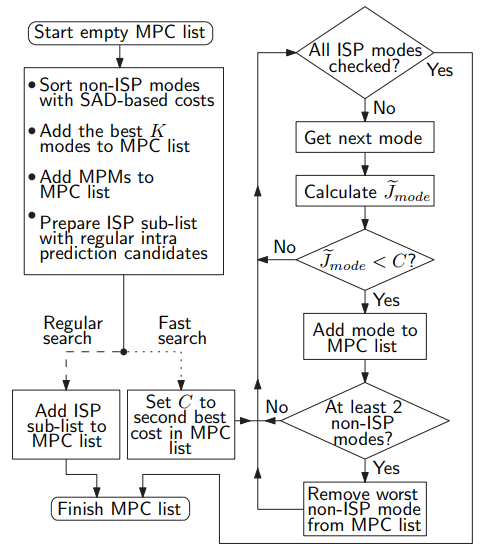 Start empty MPC list
• Sort non-ISP modes
with SAD-based costs
• Add the best K
modes to MPC list
• Add MPMs to
MPC list
• Prepare ISP sub-list
with regular intra
prediction candidates
Regular
search
Fast
search
Add ISP
sub-list to
MPC list
Set C to
second best
cost in MPC
list
Finish MPC list
All ISP modes
checked?
Yes
No
Get next mode
Calculate J̃_mode
No
J̃_mode < C?
Yes
Add mode to
MPC list
No
At least 2
non-ISP
modes?
Yes
Remove worst
non-ISP mode
from MPC list